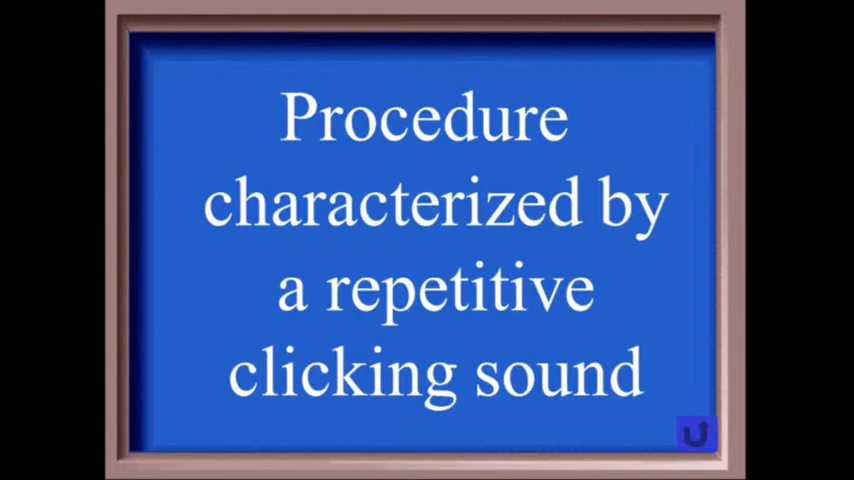 Procedure
characterized by
a repetitive
clicking sound